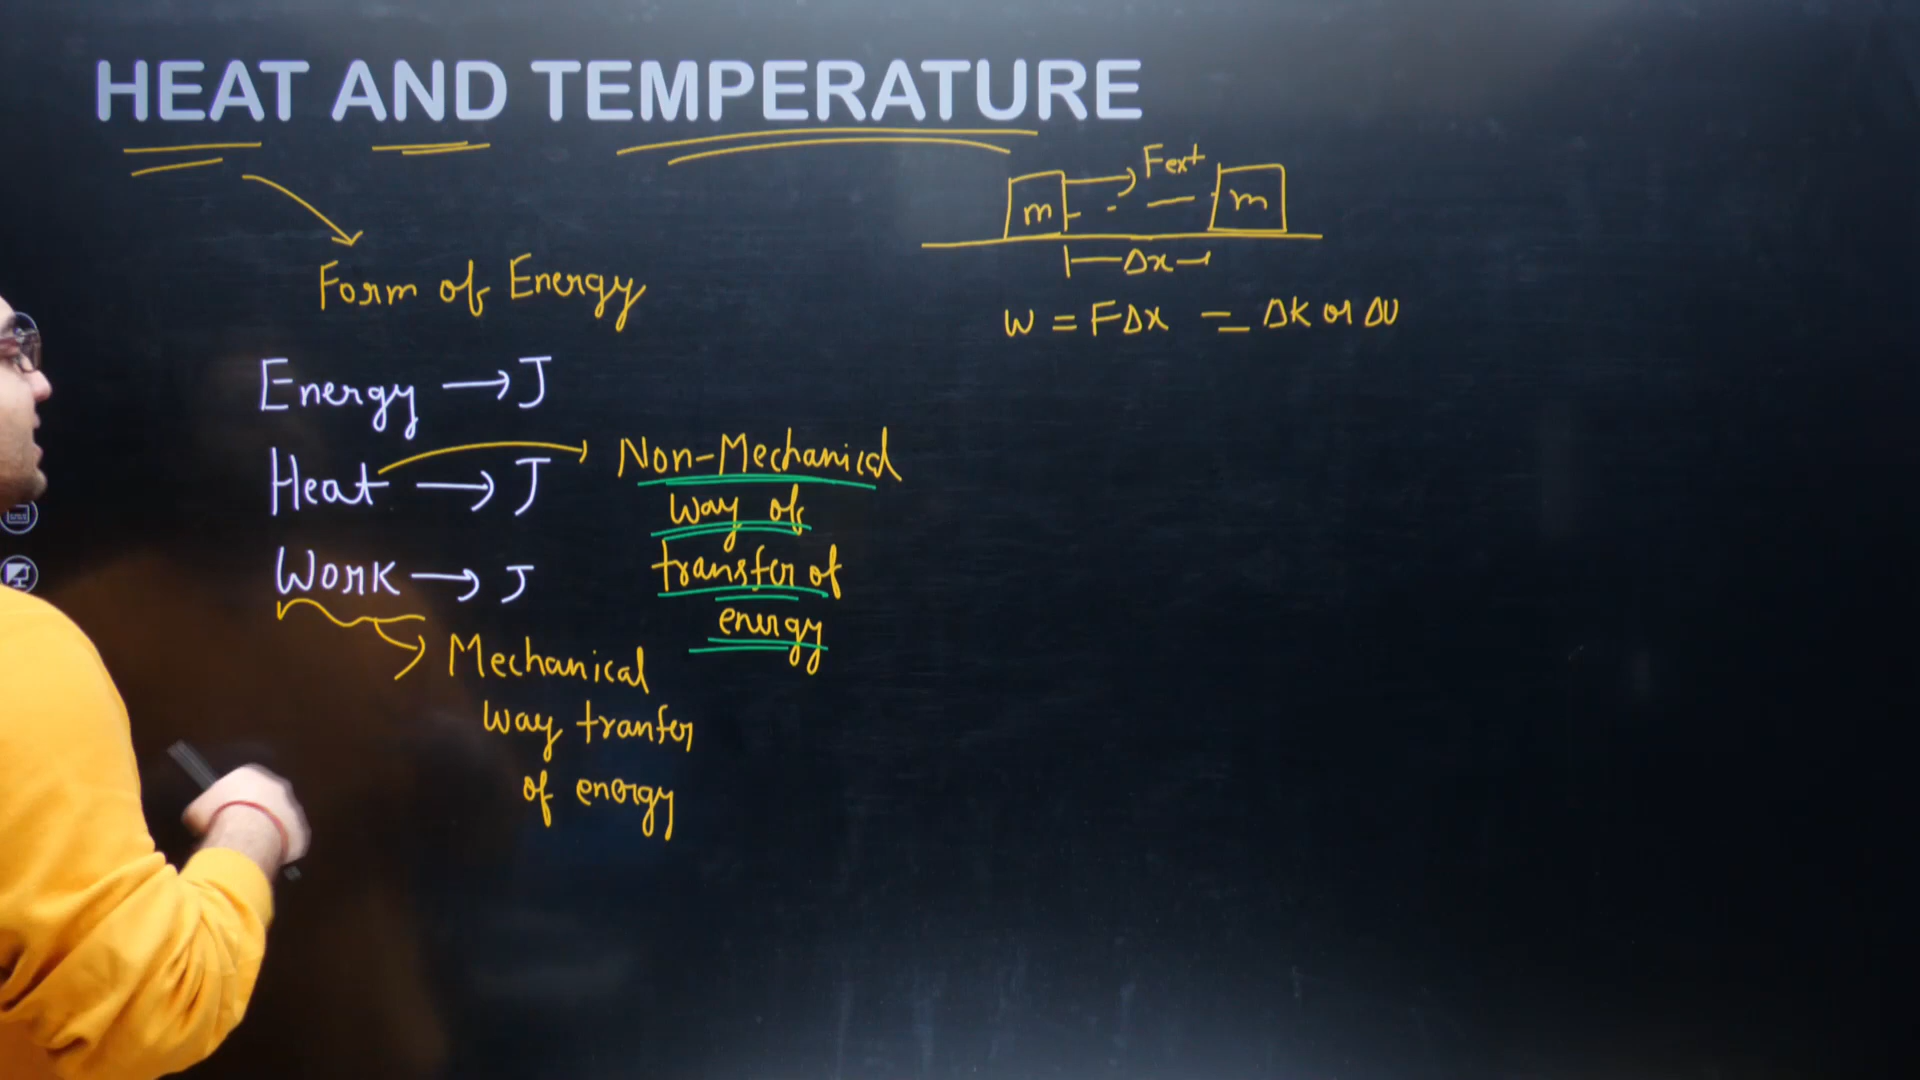 HEAT AND TEMPERATURE
Form of Energy
Energy → J
Heat → J
Non-Mechanical
way of
transfer of
energy
Work → J
Mechanical
way tranfer
of energy
Fext
m m
Δx
W = FΔx = ΔK or ΔU